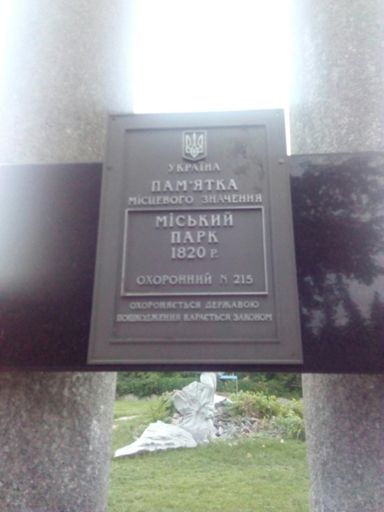 УКРАЇНА
ПАМ'ЯТКА
МІСЦЕВОГО ЗНАЧЕННЯ
МІСЬКИЙ
ПАРК
1820 р.
ОХОРОННИЙ N 215
ОХОРОНЯЄТЬСЯ ДЕРЖАВОЮ
ПОШКОДЖЕННЯ КАРАЄТЬСЯ ЗАКОНОМ